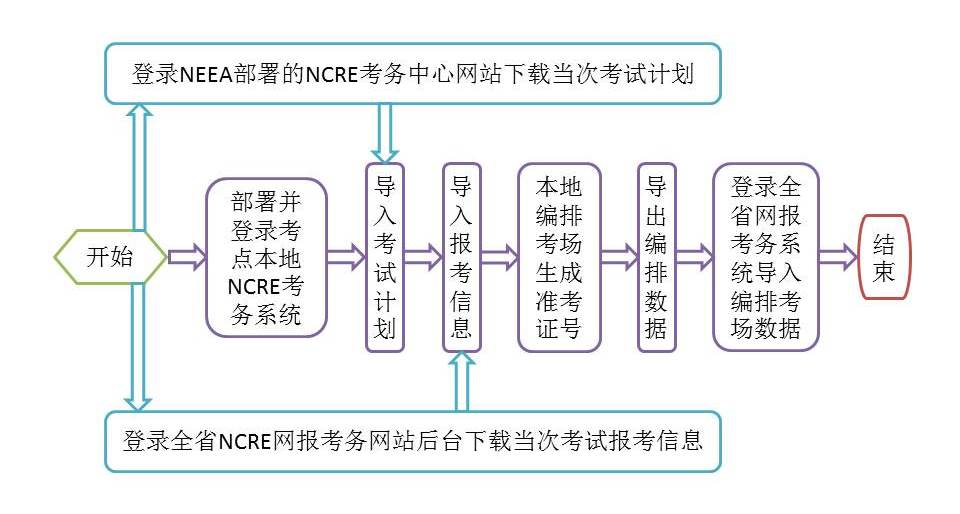 登录NEEA部署的NCRE考务中心网站下载当次考试计划
开始
部署并
登录考
点本地
NCRE考
务系统
导入考试计划
导入报考信息
本地
编排
考场
生成
准考
证号
导出编排数据
登录全
省网报
考务系
统导入
编排考
场数据
结束
登录全省NCRE网报考务网站后台下载当次考试报考信息